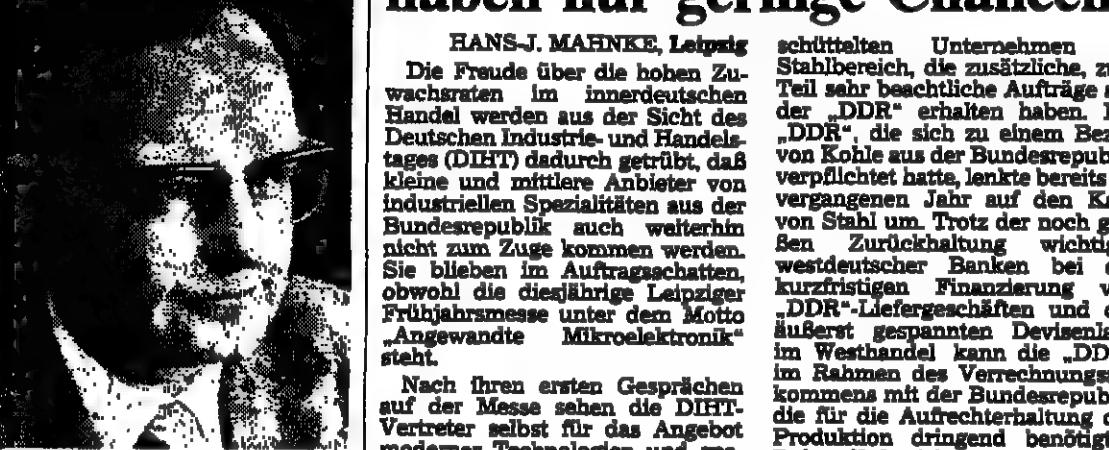 haben nur geringe Chancen
HANS-J. MAHNKE, Leipzig
Die Freude über die hohen Zu-
wachsraten im innerdeutschen
Handel werden aus der Sicht des
Deutschen Industrie- und Handels-
tages (DIHT) dadurch getrübt, daß
kleine und mittlere Anbieter von
industriellen Spezialitäten aus der
Bundesrepublik auch weiterhin
nicht zum Zuge kommen werden.
Sie blieben im Auftragsschatten,
obwohl die diesjährige Leipziger
Frühjahrsmesse unter dem Motto
„Angewandte Mikroelektronik“
steht.
Nach ihren ersten Gesprächen
auf der Messe sehen die DIHT-
Vertreter selbst für das Angebot
moderner Technologien und
schüttelten Unternehmen
Stahlbereich, die zusätzliche,
Teil sehr beachtliche Aufträge
der „DDR“ erhalten haben.
„DDR“, die sich zu einem
von Kohle aus der
verpflichtet hatte, lenkte bereits
vergangenen Jahr auf den
von Stahl um. Trotz der noch
ßen Zurückhaltung
westdeutscher Banken bei
kurzfristigen Finanzierung
„DDR“-Liefergeschäften und
äußerst gespannten
im Westhandel kann die
im Rahmen des
kommens mit der
die für die Aufrechterhaltung
Produktion dringend